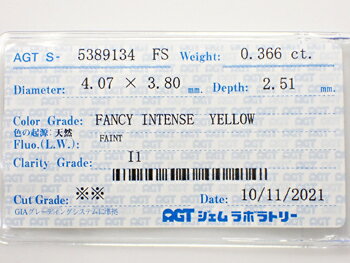 AGT S- 5389134 FS Weight: 0.366 ct.
Diameter: 4.07 × 3.80 mm. Depth: 2.51 mm.
Color Grade: FANCY INTENSE YELLOW
色の起源: 天然
Fluo.(L.W.): FAINT
Clarity Grade: I1
Cut Grade: ※※ Date: 10/11/2021
GIAグレーディングシステムに準拠
AGT ジェムラボラトリー